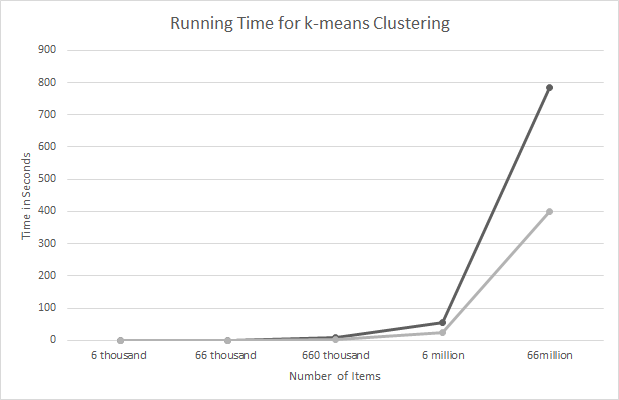 Running Time for k-means Clustering
900
800
700
600
500
400
300
200
100
0
Time in Seconds
6 thousand 66 thousand 660 thousand 6 million 66million
Number of Items